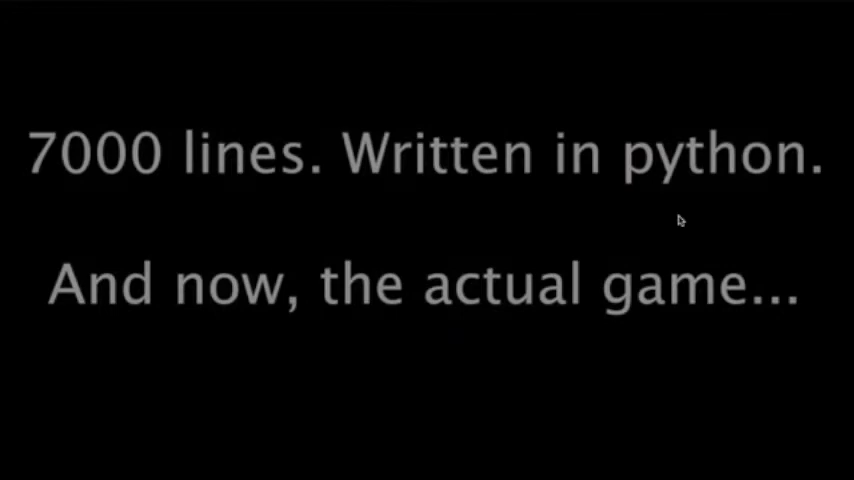 7000 lines. Written in python.
And now, the actual game...